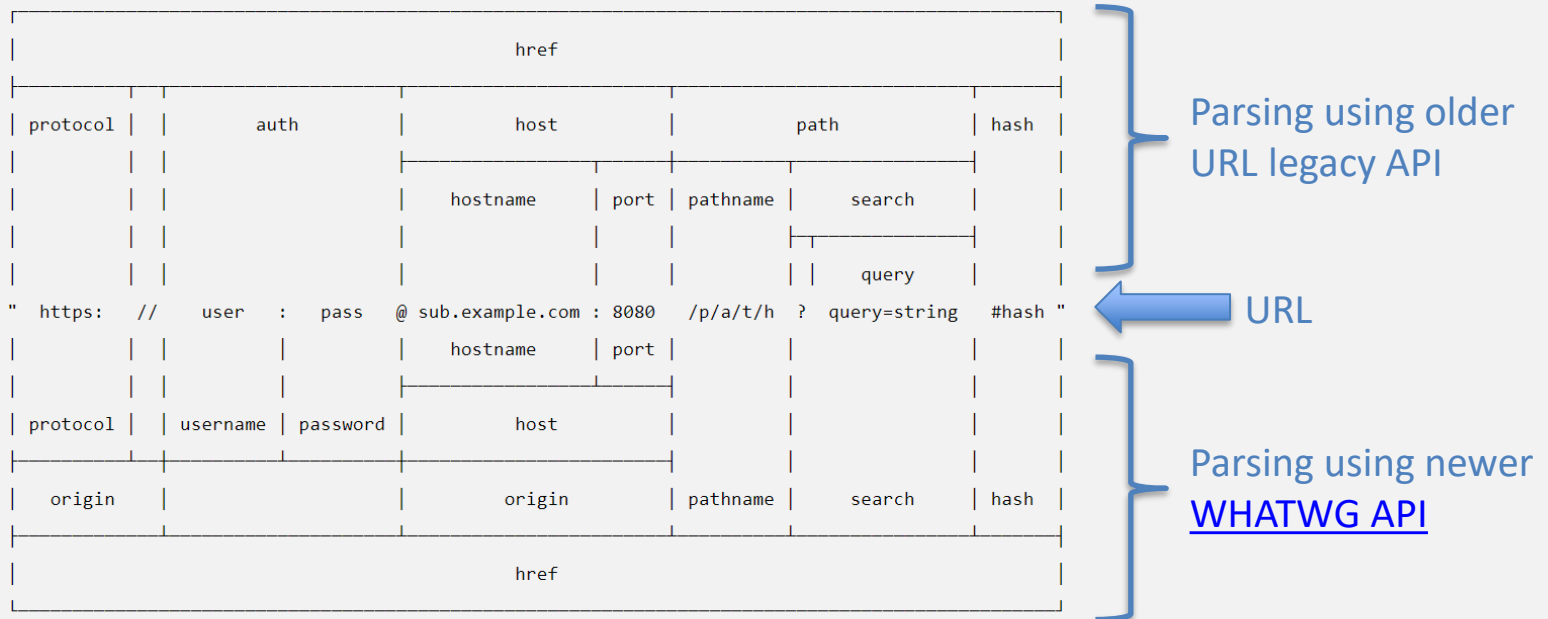 href
protocol auth host path hash
hostname port pathname search
query
" https: // user : pass @ sub.example.com : 8080 /p/a/t/h ? query=string #hash "
hostname port
protocol username password host
origin origin pathname search hash
href
Parsing using older
URL legacy API
URL
Parsing using newer
WHATWG API